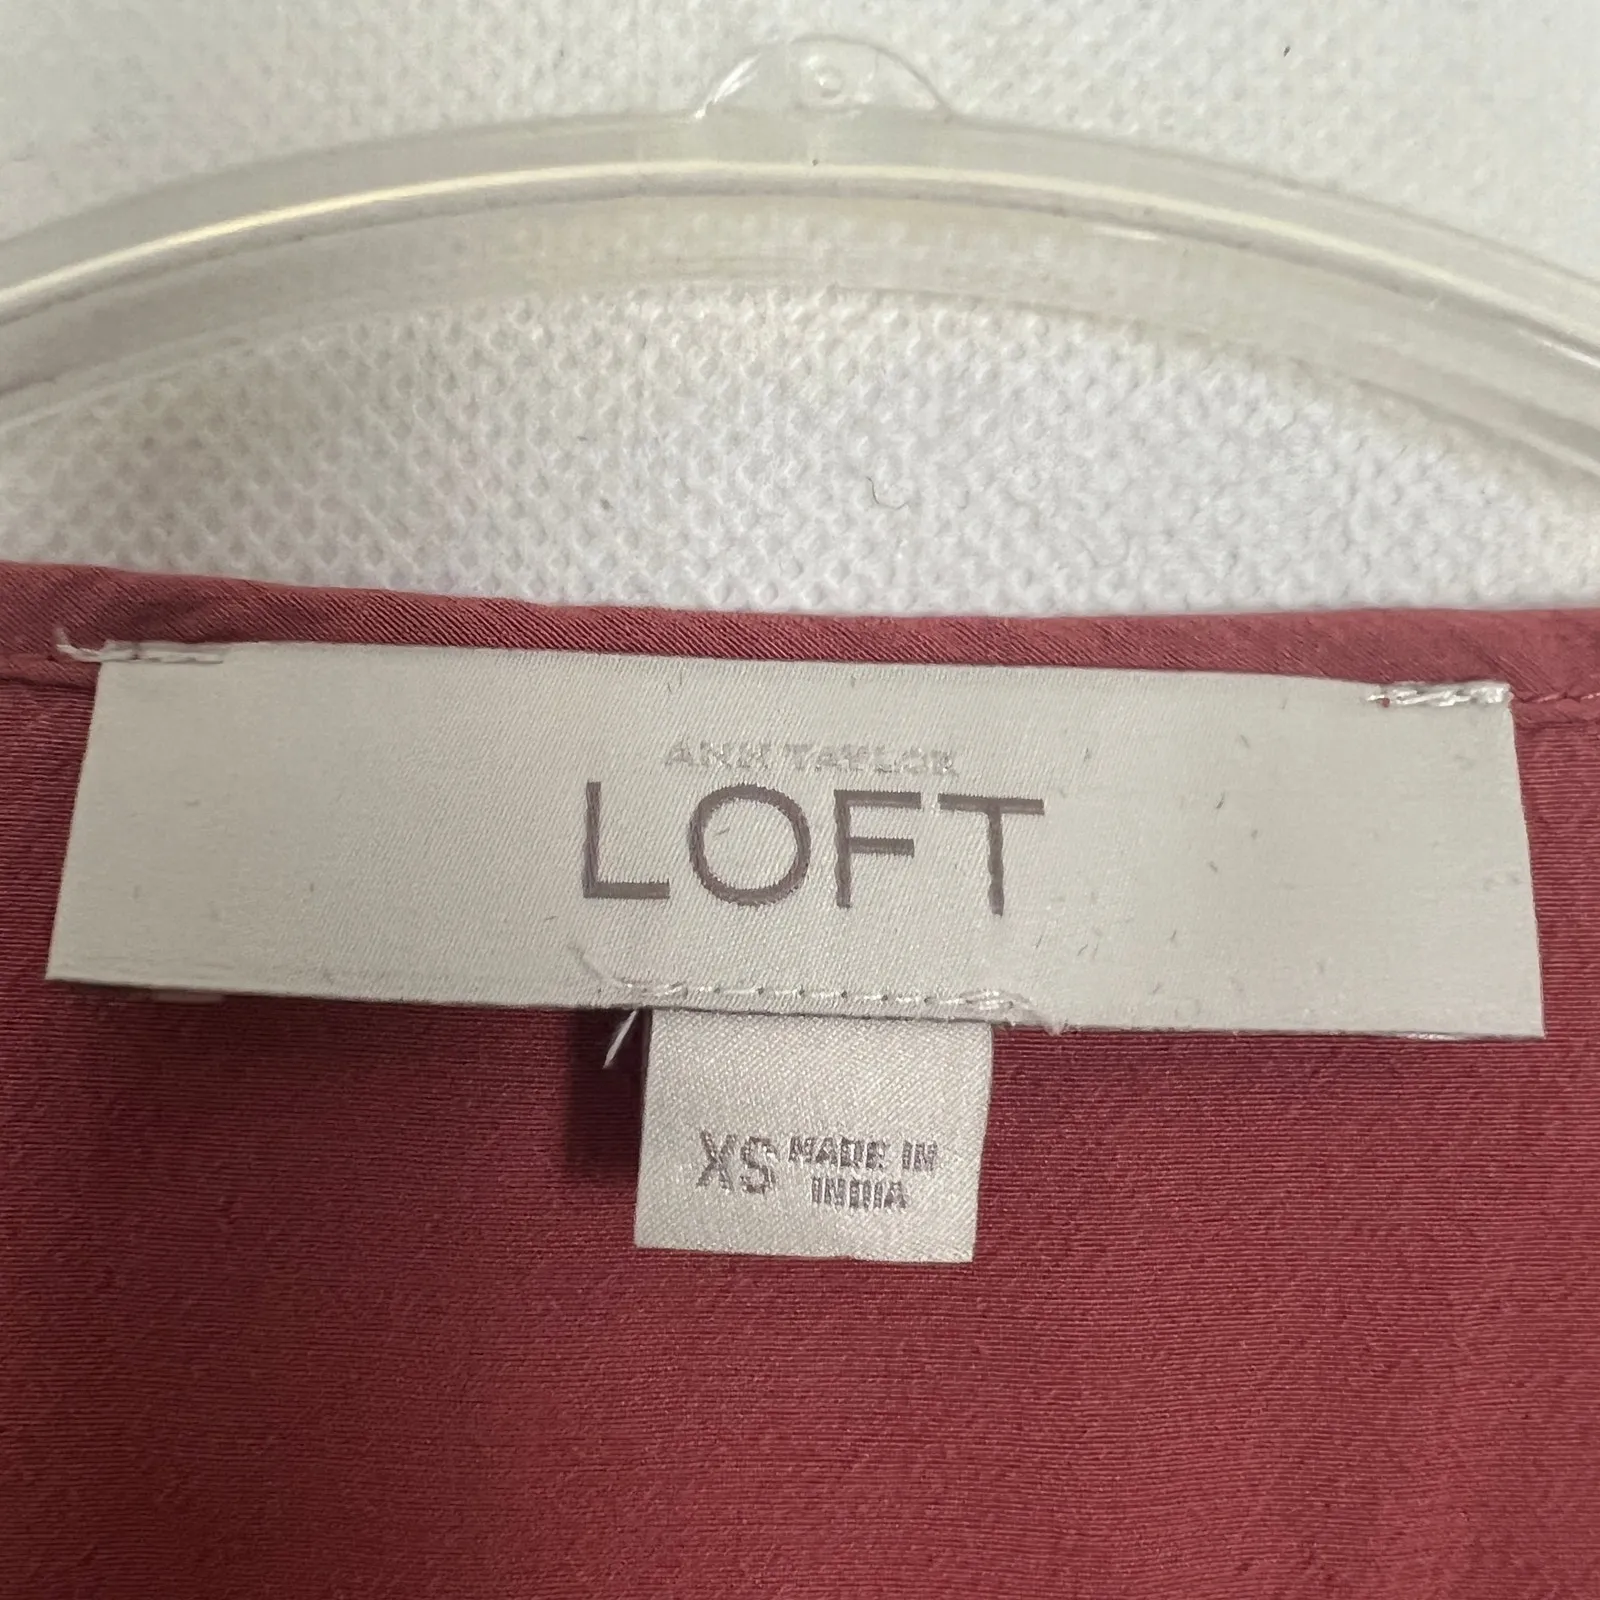 ANN TAYLOR
LOFT
XS MADE IN
INDIA